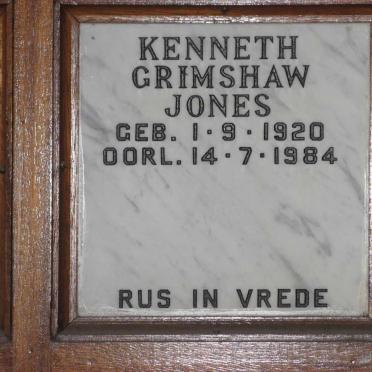 KENNETH
GRIMSHAW
JONES
GEB. 1·9·1920
OORL. 14·7·1984
RUS IN VREDE